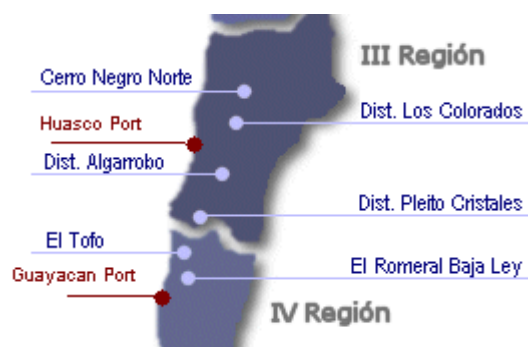 III Región
Cerro Negro Norte
Dist. Los Colorados
Huasco Port
Dist. Algarrobo
Dist. Pleito Cristales
El Tofo
El Romeral Baja Ley
Guayacan Port
IV Región